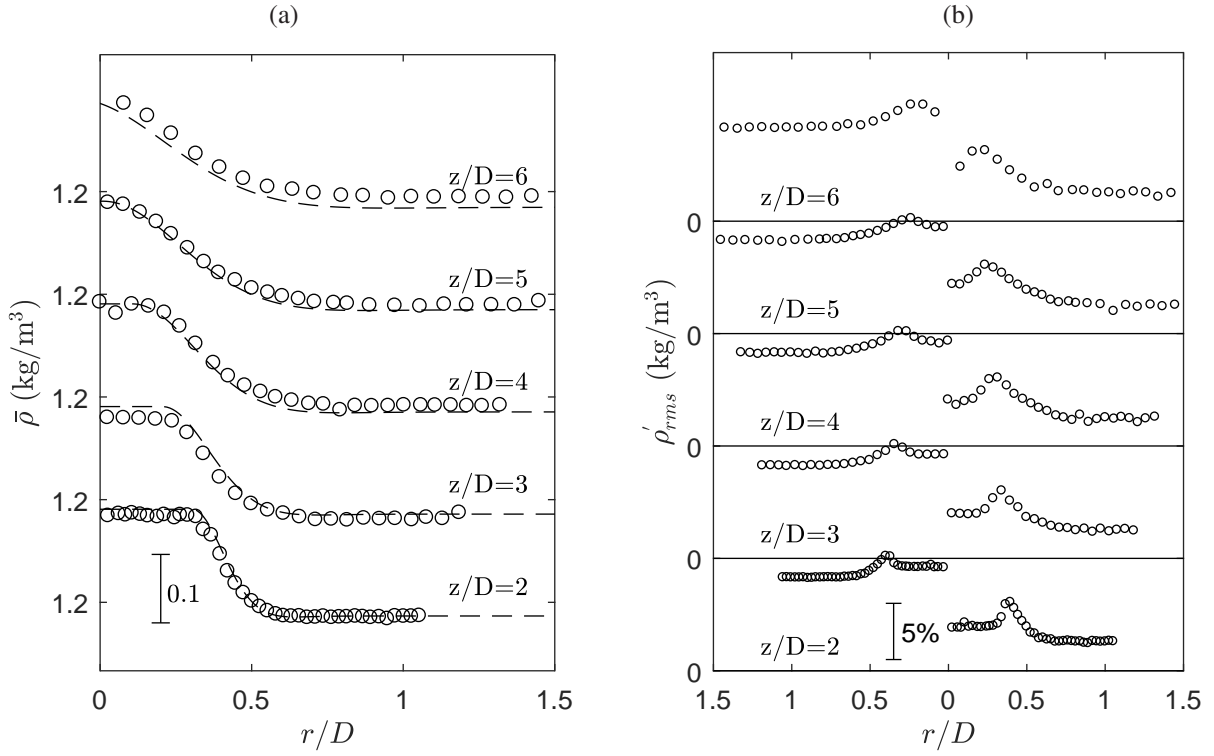 (a)
z/D=6
1.2
z/D=5
1.2
z/D=4
1.2
z/D=3
1.2
0.1
z/D=2
1.2
0 0.5 1 1.5
r/D
ρ̄ (kg/m³)
(b)
z/D=6
0
z/D=5
0
z/D=4
0
z/D=3
0
5%
z/D=2
0
1.5 1 0.5 0 0.5 1 1.5
r/D
ρ′rms (kg/m³)